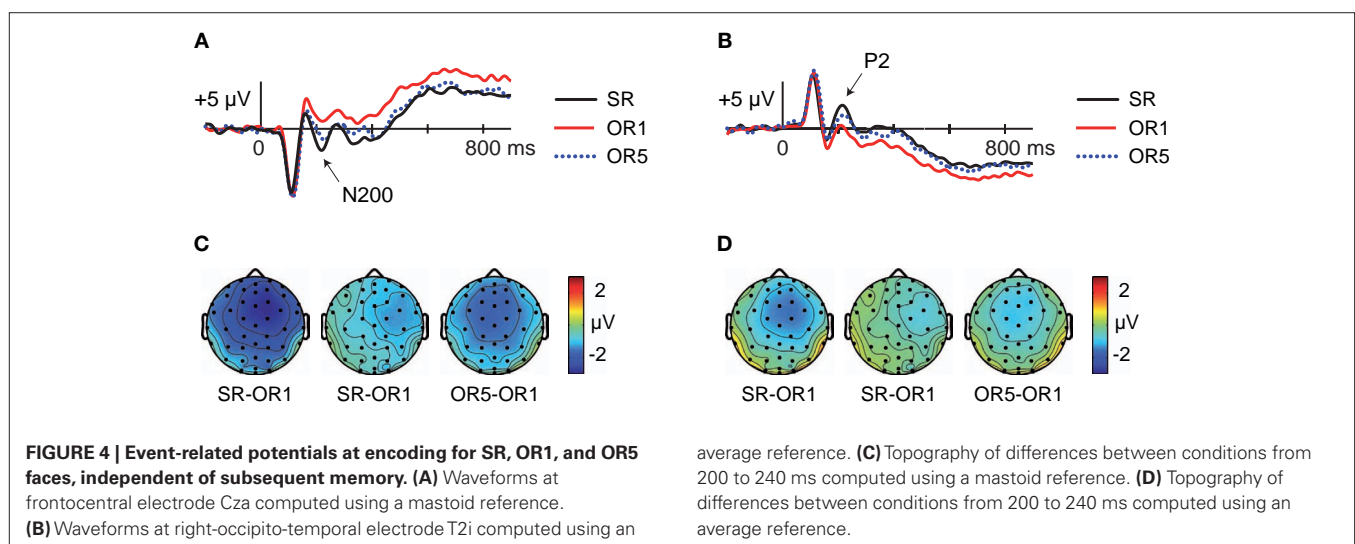 A
+5 µV
0
800 ms
N200
SR
OR1
OR5
B
P2
+5 µV
0
800 ms
SR
OR1
OR5
C
2
µV
-2
SR-OR1 SR-OR1 OR5-OR1
D
2
µV
-2
SR-OR1 SR-OR1 OR5-OR1
FIGURE 4 | Event-related potentials at encoding for SR, OR1, and OR5
faces, independent of subsequent memory. (A) Waveforms at
frontocentral electrode Cza computed using a mastoid reference.
(B) Waveforms at right-occipito-temporal electrode T2i computed using an
average reference. (C) Topography of differences between conditions from
200 to 240 ms computed using a mastoid reference. (D) Topography of
differences between conditions from 200 to 240 ms computed using an
average reference.